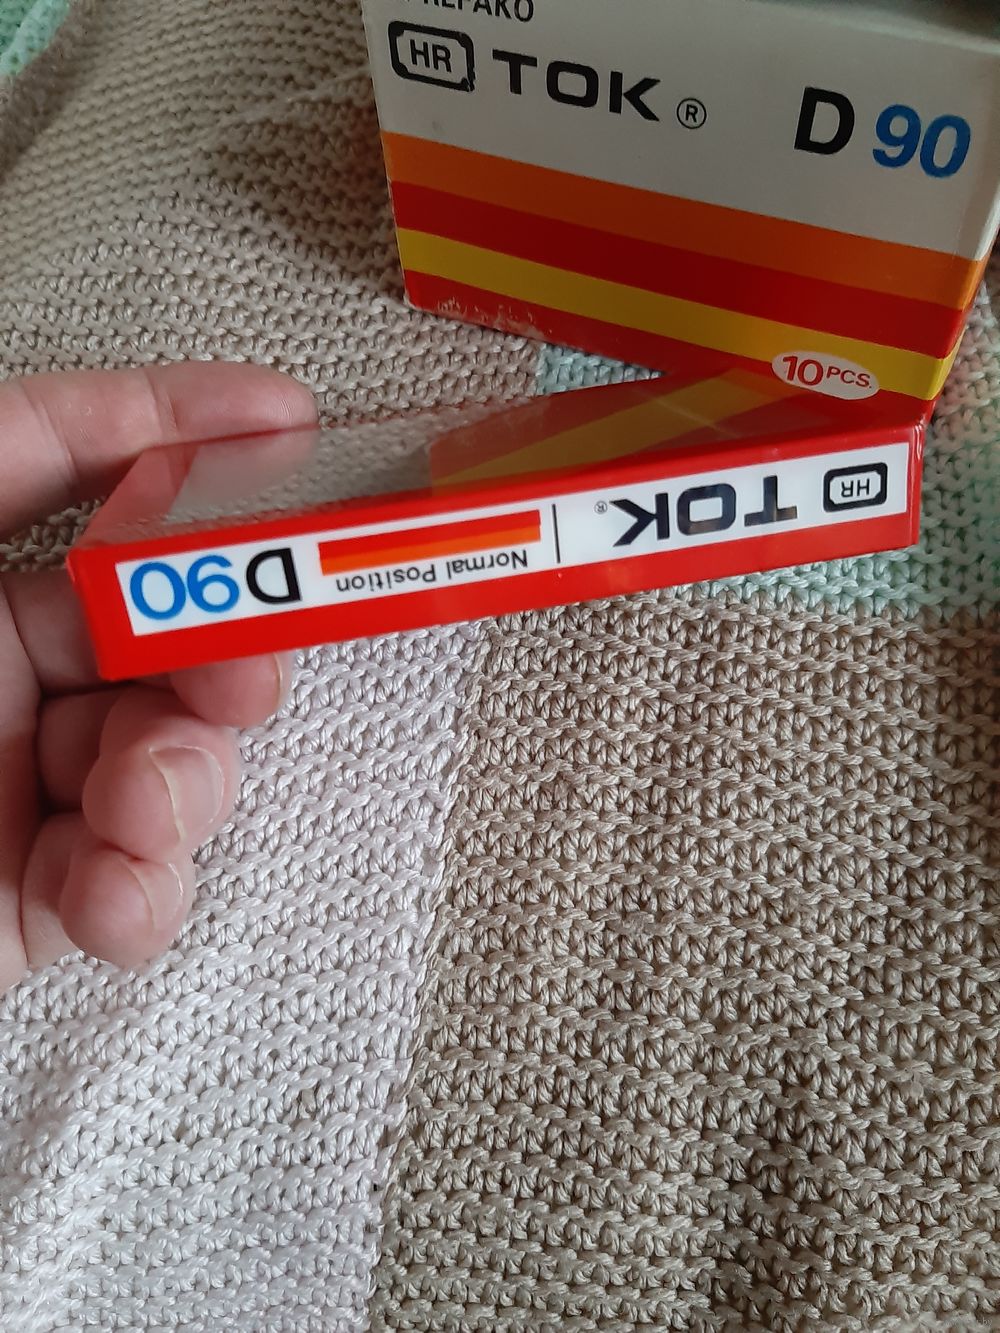 HR TOK ® D 90
10 PCS.
HR TOK ® Normal Position D90